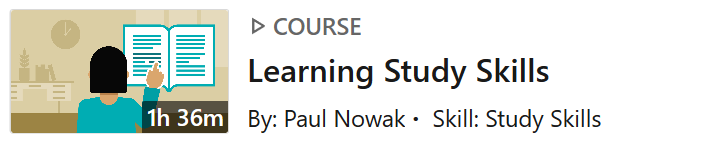 COURSE
Learning Study Skills
1h 36m
By: Paul Nowak • Skill: Study Skills